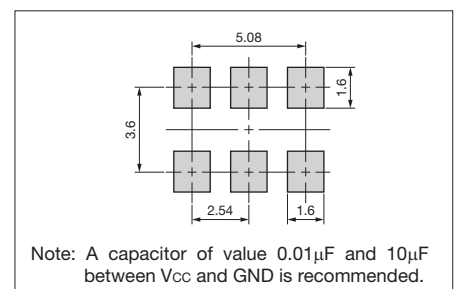 5.08
1.6
3.6
2.54
1.6
Note: A capacitor of value 0.01µF and 10µF
between Vcc and GND is recommended.